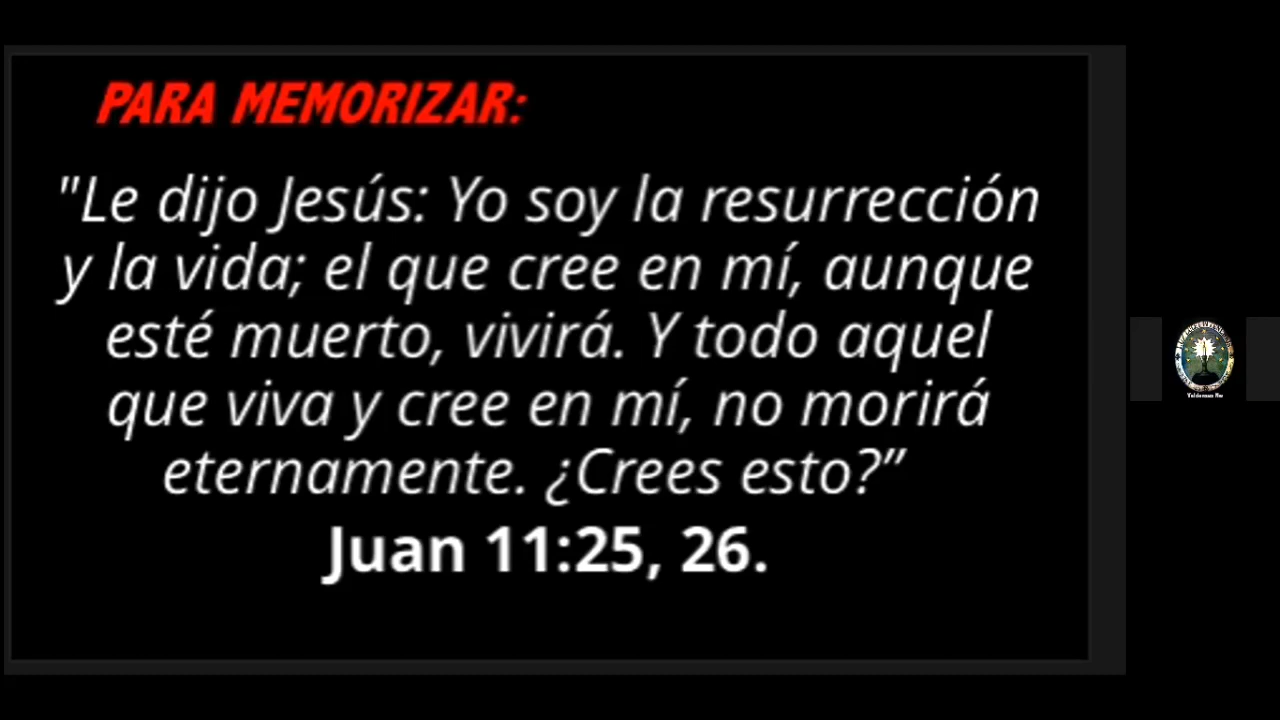 PARA MEMORIZAR:
"Le dijo Jesús: Yo soy la resurrección
y la vida; el que cree en mí, aunque
esté muerto, vivirá. Y todo aquel
que viva y cree en mí, no morirá
eternamente. ¿Crees esto?”
Juan 11:25, 26.